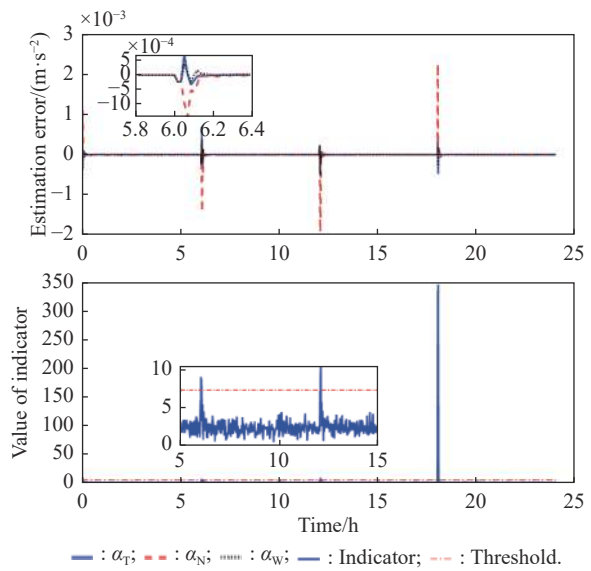 ×10⁻³
3
2
1
0
−1
−2
Estimation error/(m·s⁻²)
×10⁻⁴
5
0
−5
−10
5.8 6.0 6.2 6.4
0 5 10 15 20 25
350
300
250
200
150
100
50
0
Value of indicator
10
5
0
5 10 15
0 5 10 15 20 25
Time/h
: α_T; : α_N; : α_W; : Indicator; : Threshold.